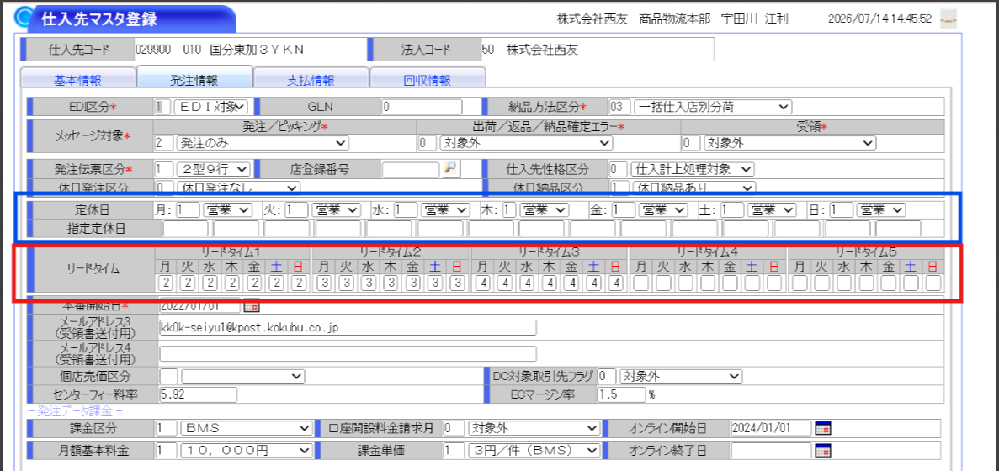 仕入先マスタ登録 株式会社西友 商品物流本部 宇田川 江利 2026/07/14 14:45:52
仕入先コード 029900 010 国分東加3YKN 法人コード 50 株式会社西友
基本情報 発注情報 支払情報 回収情報
EDI区分* 1 EDI対象 GLN 0 納品方法区分* 03 一括仕入店別分荷
メッセージ対象* 発注/ピッキング* 出荷/返品/納品確定エラー* 受領*
2 発注のみ 0 対象外 0 対象外
発注伝票区分* 1 2型9行 店登録番号 仕入先性格区分 0 仕入計上処理対象
休日発注区分 0 休日発注なし 休日納品区分 1 休日納品あり
定休日 月: 1 営業 火: 1 営業 水: 1 営業 木: 1 営業 金: 1 営業 土: 1 営業 日: 1 営業
指定定休日
リードタイム1 リードタイム2 リードタイム3 リードタイム4 リードタイム5
リードタイム 月 火 水 木 金 土 日 月 火 水 木 金 土 日 月 火 水 木 金 土 日 月 火 水 木 金 土 日 月 火 水 木 金 土 日
2 2 2 2 2 2 2 3 3 3 3 3 3 3 4 4 4 4 4 4 4
本番開始日* 2022/01/01
メールアドレス3
(受領書送付用) kk0k-seiyu1@kpost.kokubu.co.jp
メールアドレス4
(受領書送付用)
個店売価区分 DC対象取引先フラグ 0 対象外
センターフィー料率 5.92 ECマージン率 1.5 %
-発注データ課金-
課金区分 1 BMS 口座開設料金請求月 0 対象外 オンライン開始日 2024/01/01
月額基本料金 1 10,000円 課金単価 1 3円/件(BMS) オンライン終了日